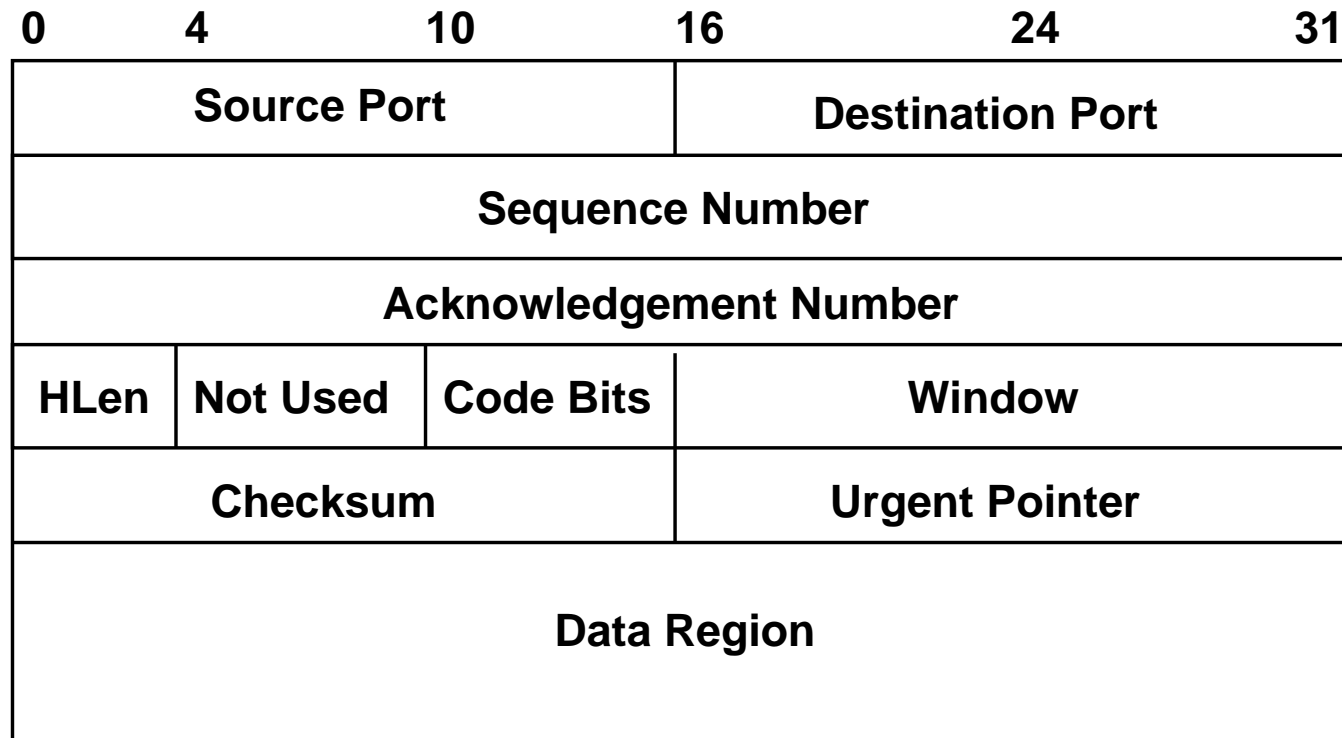 0 4 10 16 24 31
Source Port Destination Port
Sequence Number
Acknowledgement Number
HLen Not Used Code Bits Window
Checksum Urgent Pointer
Data Region